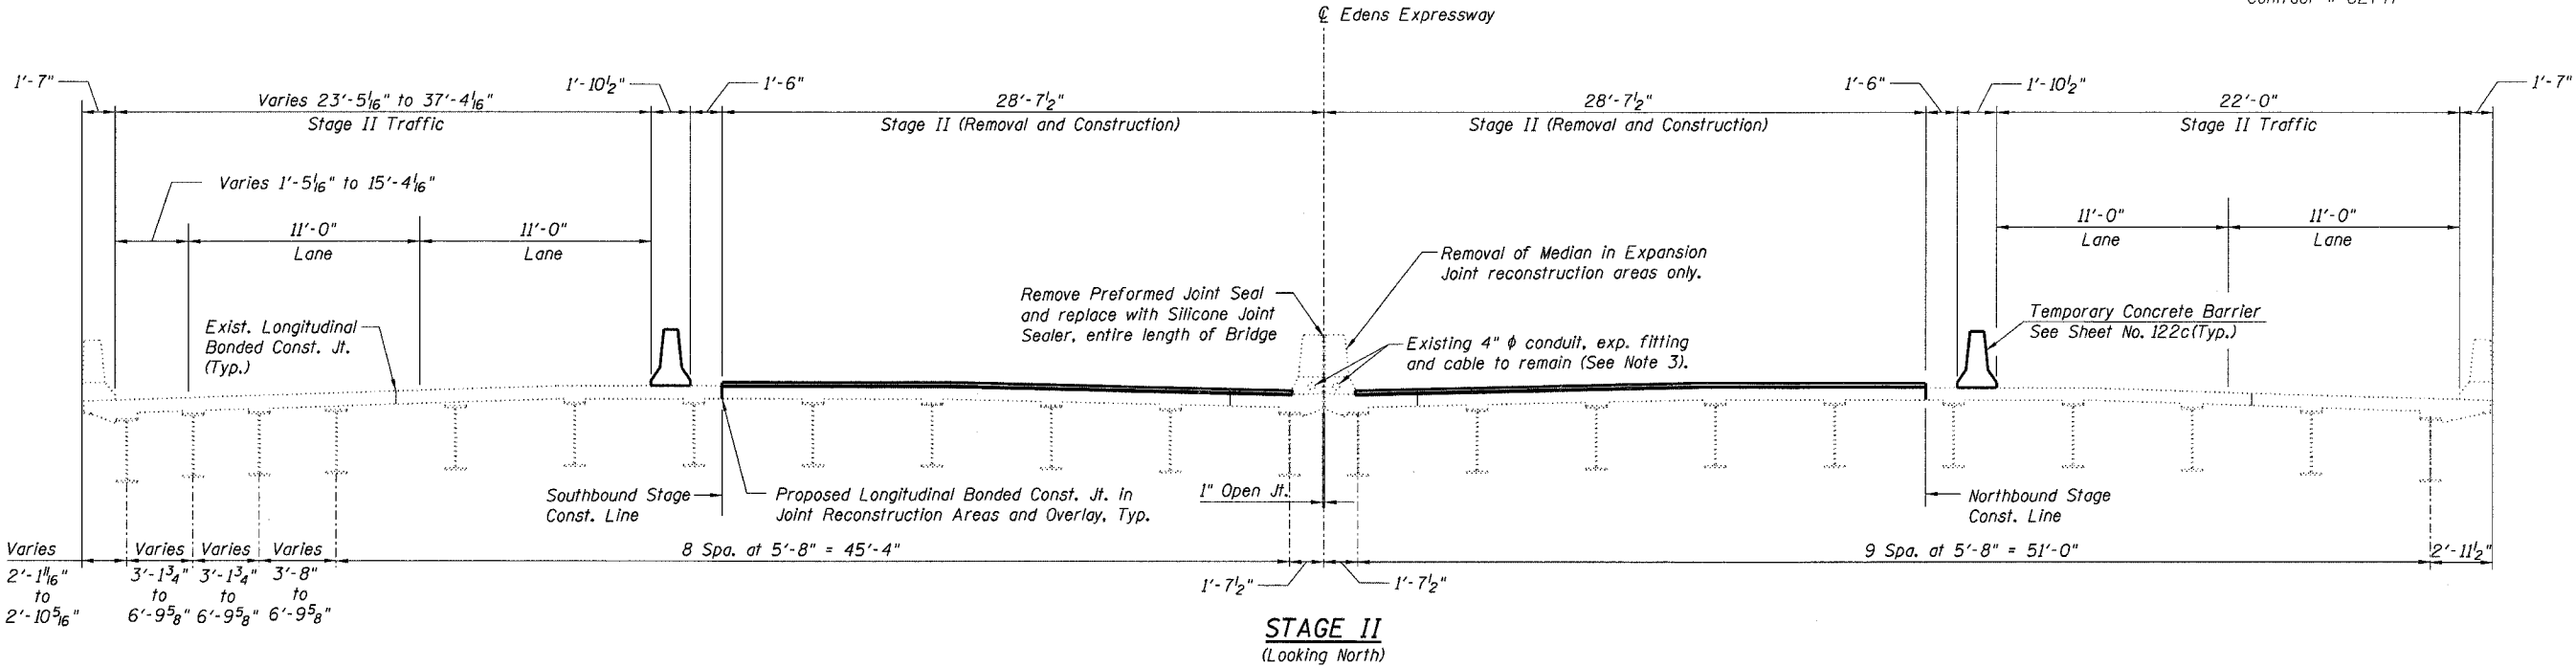 ℄ Edens Expressway
1'-7"
Varies 23'-5 1/16" to 37'-4 1/16"
Stage II Traffic
1'-10 1/2"
1'-6"
28'-7 1/2"
Stage II (Removal and Construction)
28'-7 1/2"
Stage II (Removal and Construction)
1'-6"
1'-10 1/2"
22'-0"
Stage II Traffic
1'-7"
Varies 1'-5 1/16" to 15'-4 1/16"
11'-0"
Lane
11'-0"
Lane
11'-0"
Lane
11'-0"
Lane
Removal of Median in Expansion
Joint reconstruction areas only.
Remove Preformed Joint Seal
and replace with Silicone Joint
Sealer, entire length of Bridge
Existing 4" ϕ conduit, exp. fitting
and cable to remain (See Note 3).
Temporary Concrete Barrier
See Sheet No. 122c(Typ.)
Exist. Longitudinal
Bonded Const. Jt.
(Typ.)
Southbound Stage
Const. Line
Proposed Longitudinal Bonded Const. Jt. in
Joint Reconstruction Areas and Overlay, Typ.
1" Open Jt.
Northbound Stage
Const. Line
Varies
2'-1 11/16"
to
2'-10 5/16"
Varies
3'-1 3/4"
to
6'-9 5/8"
Varies
3'-1 3/4"
to
6'-9 5/8"
Varies
3'-8"
to
6'-9 5/8"
8 Spa. at 5'-8" = 45'-4"
1'-7 1/2"
1'-7 1/2"
9 Spa. at 5'-8" = 51'-0"
2'-11 1/2"
STAGE II
(Looking North)